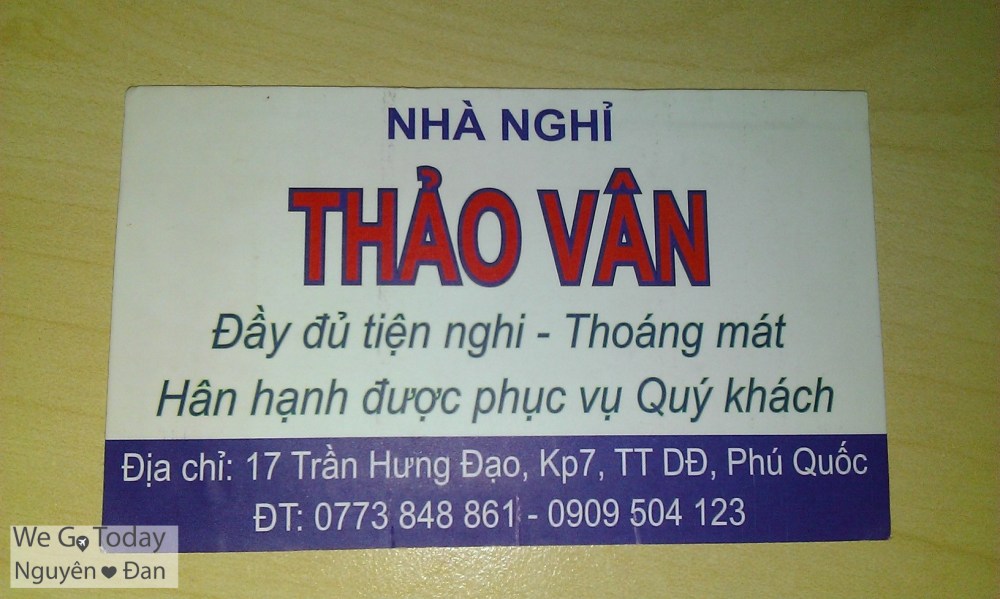 NHÀ NGHỈ
THẢO VÂN
Đầy đủ tiện nghi - Thoáng mát
Hân hạnh được phục vụ Quý khách
Địa chỉ: 17 Trần Hưng Đạo, Kp7, TT DĐ, Phú Quốc
ĐT: 0773 848 861 - 0909 504 123
We Go Today
Nguyên ❤ Đan